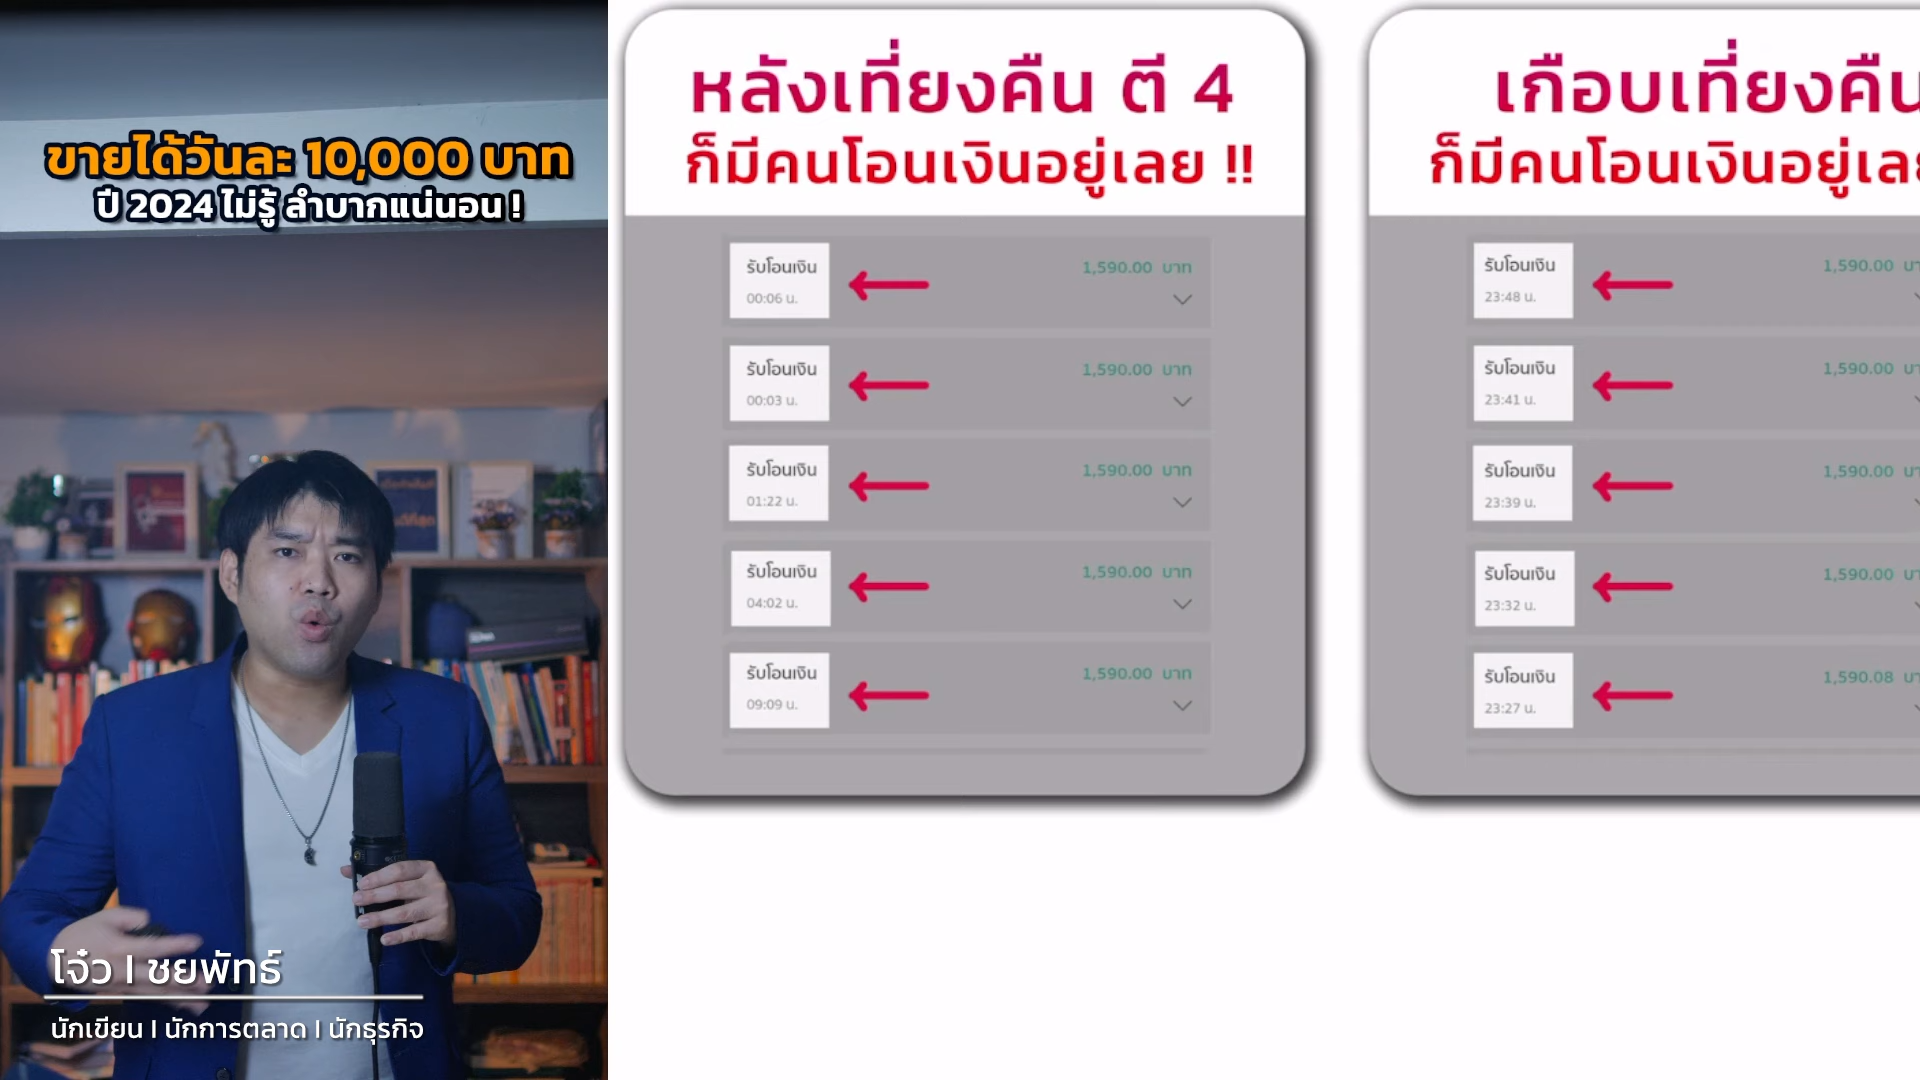 ขายได้วันละ 10,000 บาท
ปี 2024 ไม่รู้ ลำบากแน่นอน !
โจ๋ว I ชยพัทธ์
นักเขียน I นักการตลาด I นักธุรกิจ
หลังเที่ยงคืน ตี 4
ก็มีคนโอนเงินอยู่เลย !!
รับโอนเงิน 1,590.00 บาท
00:06 น.
รับโอนเงิน 1,590.00 บาท
00:03 น.
รับโอนเงิน 1,590.00 บาท
01:22 น.
รับโอนเงิน 1,590.00 บาท
04:02 น.
รับโอนเงิน 1,590.00 บาท
09:09 น.
เกือบเที่ยงคืน
ก็มีคนโอนเงินอยู่เลย
รับโอนเงิน 1,590.00
23:48 น.
รับโอนเงิน 1,590.00
23:41 น.
รับโอนเงิน 1,590.00
23:39 น.
รับโอนเงิน 1,590.00
23:32 น.
รับโอนเงิน 1,590.08
23:27 น.